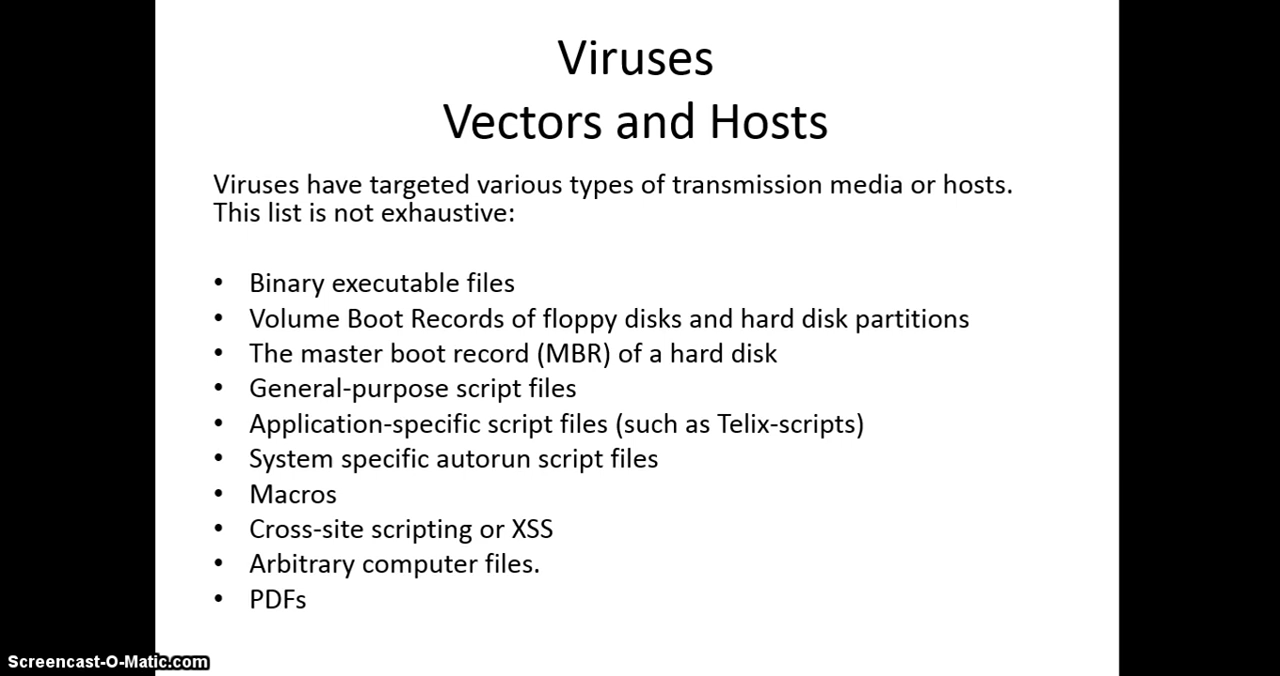 Viruses
Vectors and Hosts
Viruses have targeted various types of transmission media or hosts.
This list is not exhaustive:
• Binary executable files
• Volume Boot Records of floppy disks and hard disk partitions
• The master boot record (MBR) of a hard disk
• General-purpose script files
• Application-specific script files (such as Telix-scripts)
• System specific autorun script files
• Macros
• Cross-site scripting or XSS
• Arbitrary computer files.
• PDFs
Screencast-O-Matic.com